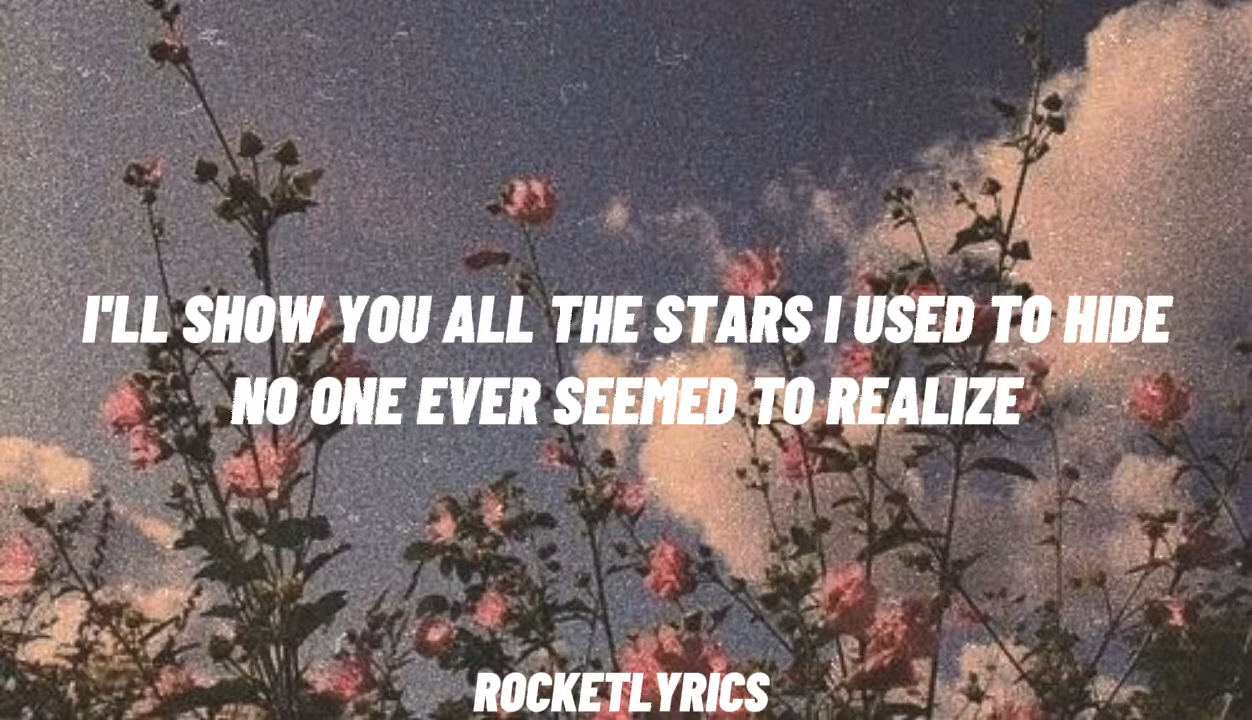 I"LL SHOW YOU ALL THE STARS I USED TO HIDE
NO ONE EVER SEEMED TO REALIZE
ROCKETLYRICS